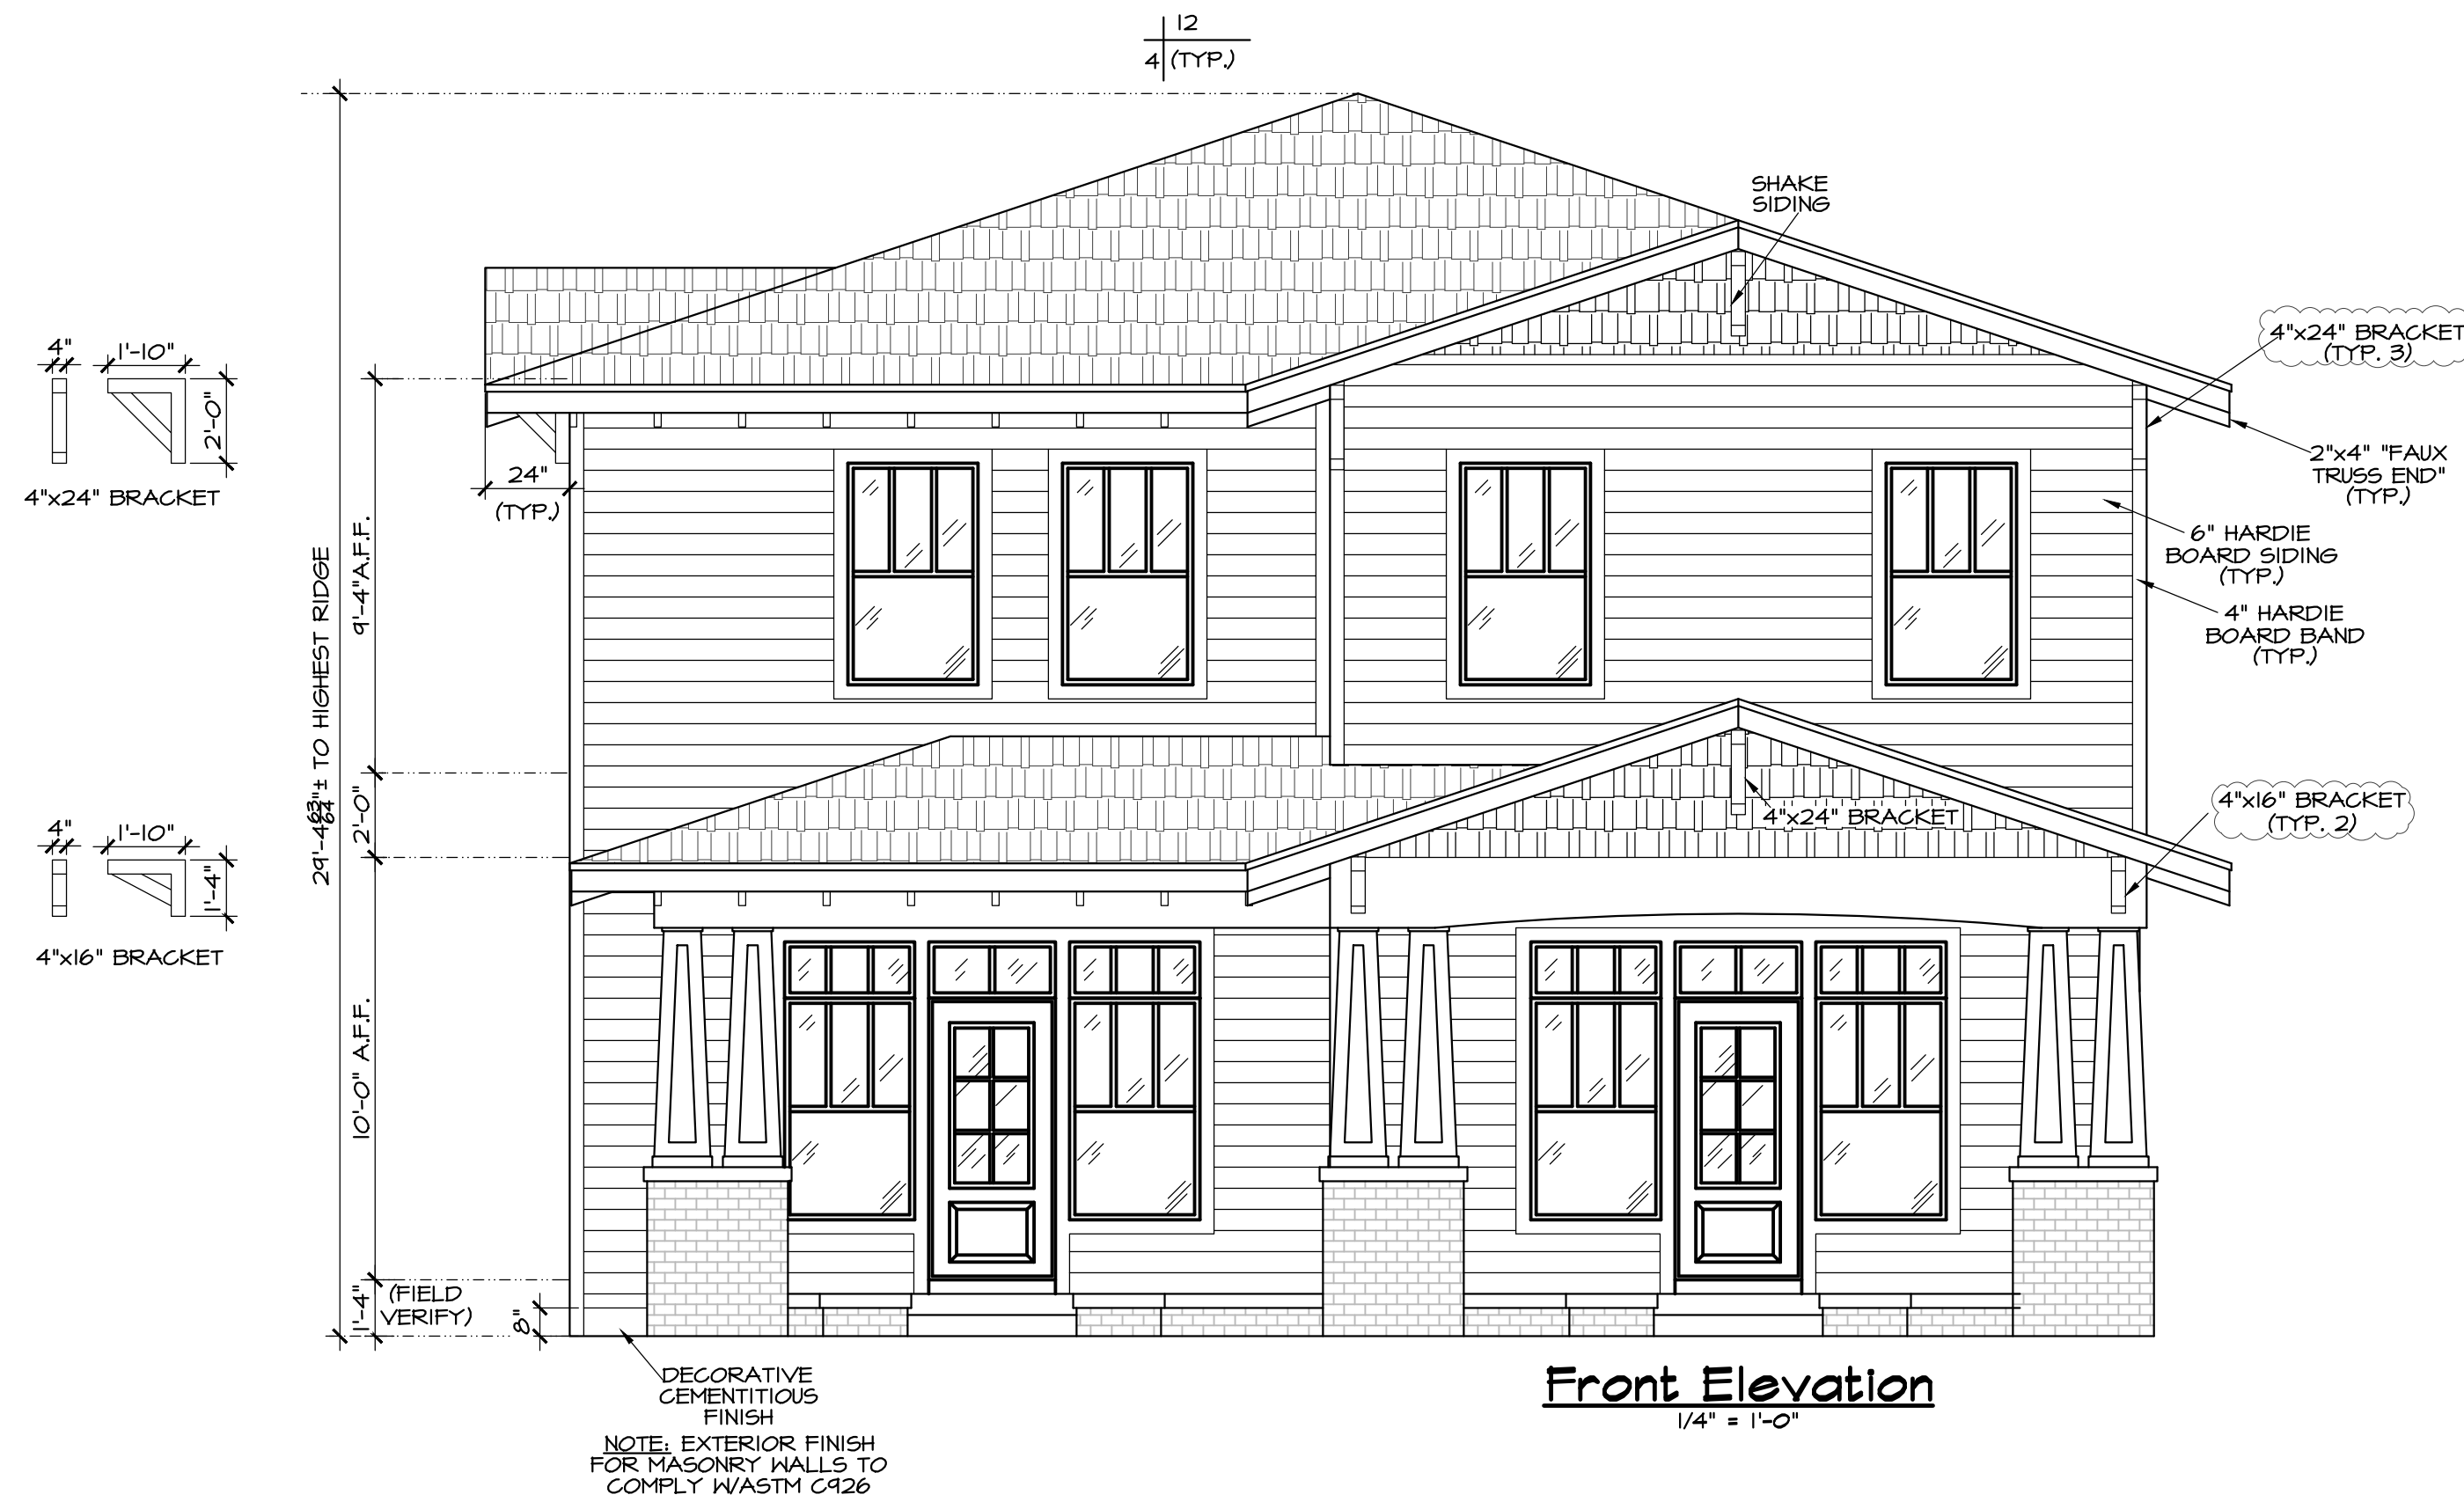 12
4 (TYP.)
SHAKE
SIDING
4"x24" BRACKET
(TYP. 3)
4"
1'-10"
2'-0"
4"x24" BRACKET
24"
(TYP.)
2"x4" "FAUX
TRUSS END"
(TYP.)
6" HARDIE
BOARD SIDING
(TYP.)
4" HARDIE
BOARD BAND
(TYP.)
9'-4"A.F.F.
29'-4 63/64"± TO HIGHEST RIDGE
2'-0"
4"x24" BRACKET
4"x16" BRACKET
(TYP. 2)
4"
1'-10"
1'-4"
4"x16" BRACKET
10'-0" A.F.F.
1'-4"
(FIELD
VERIFY)
8"
DECORATIVE
CEMENTITIOUS
FINISH
NOTE: EXTERIOR FINISH
FOR MASONRY WALLS TO
COMPLY W/ASTM C926
Front Elevation
1/4" = 1'-0"